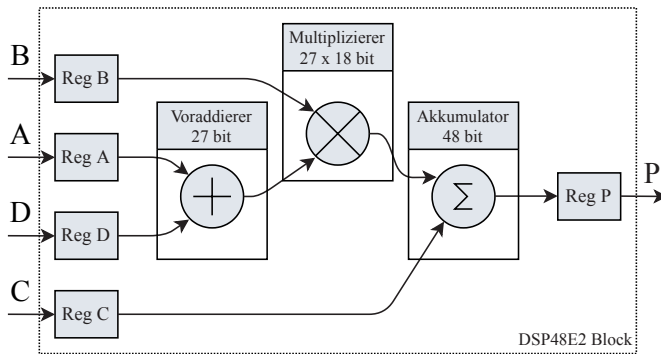 Multiplizierer
27 x 18 bit
B
Reg B
Voraddierer
27 bit
Akkumulator
48 bit
A
Reg A
Σ
P
Reg P
D
Reg D
C
Reg C
DSP48E2 Block